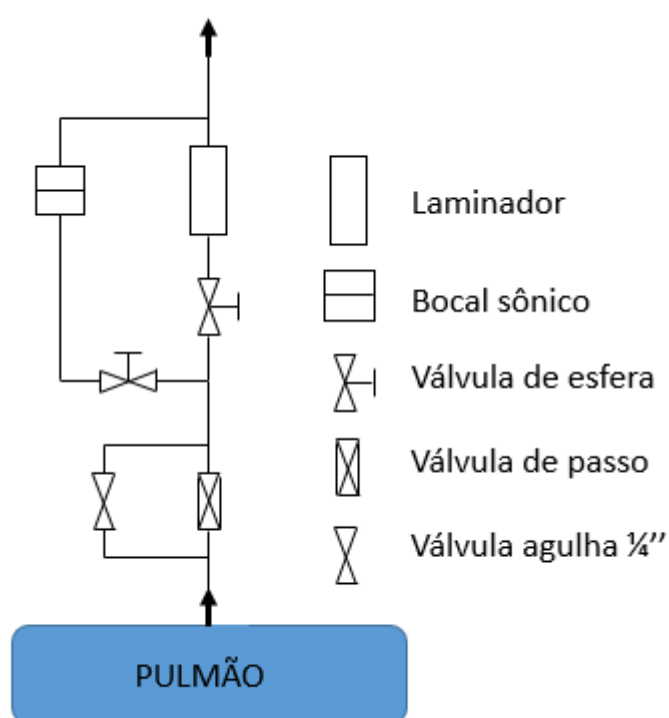 Laminador
Bocal sônico
Válvula de esfera
Válvula de passo
Válvula agulha ¼’’
PULMÃO